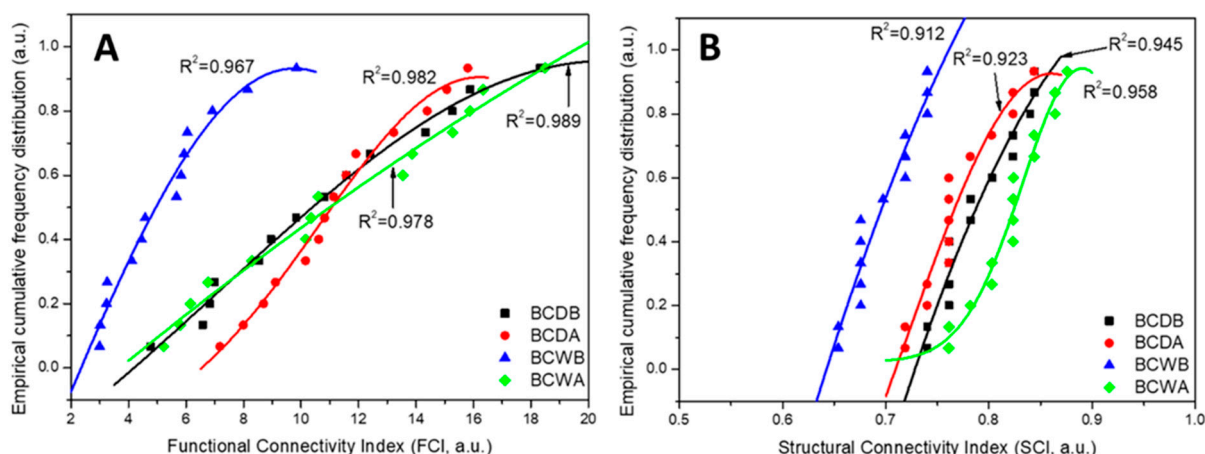 A
R²=0.967
R²=0.982
R²=0.989
R²=0.978
Empirical cumulative frequency distribution (a.u.)
1.0
0.8
0.6
0.4
0.2
0.0
BCDB
BCDA
BCWB
BCWA
2 4 6 8 10 12 14 16 18 20
Functional Connectivity Index (FCI, a.u.)
B
R²=0.912
R²=0.945
R²=0.923
R²=0.958
Empirical cumulative frequency distribution (a.u.)
1.0
0.8
0.6
0.4
0.2
0.0
BCDB
BCDA
BCWB
BCWA
0.5 0.6 0.7 0.8 0.9 1.0
Structural Connectivity Index (SCI, a.u.)